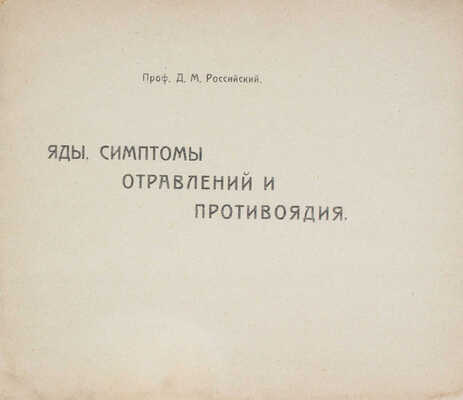 Проф. Д. М. Российский.
ЯДЫ, СИМПТОМЫ
ОТРАВЛЕНИЙ И
ПРОТИВОЯДИЯ.